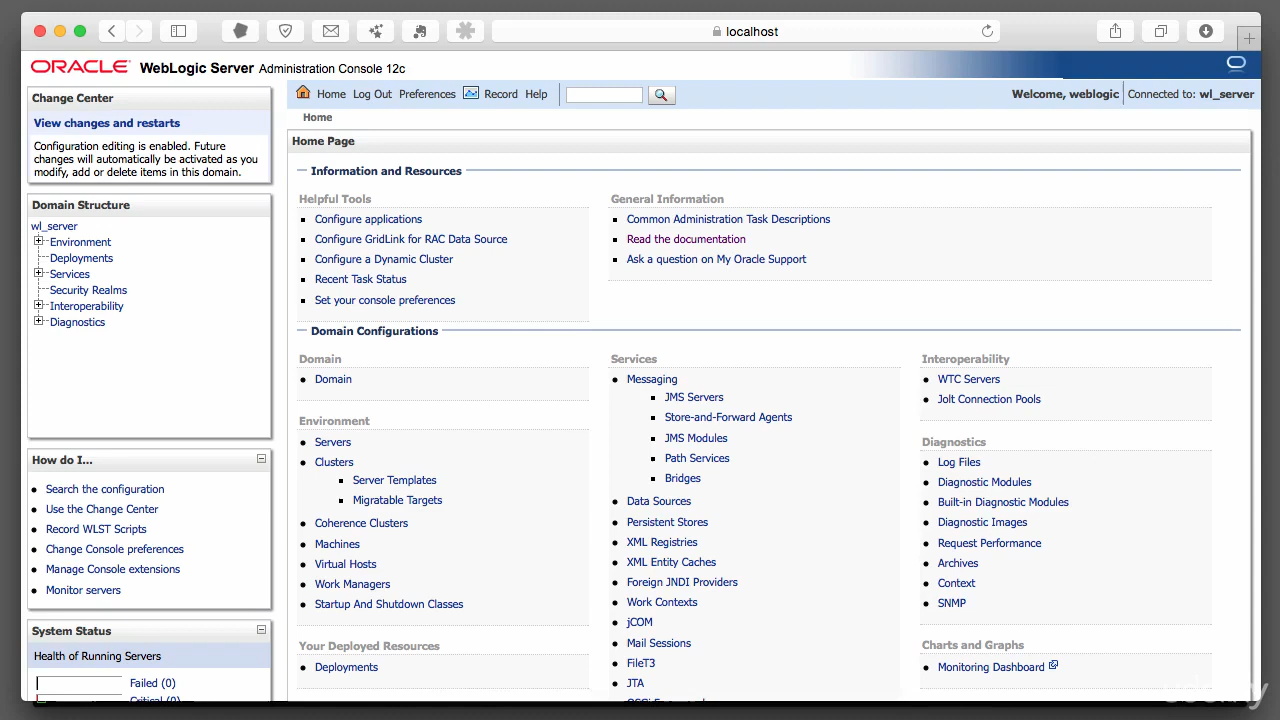 localhost
ORACLE WebLogic Server Administration Console 12c
Change Center
View changes and restarts
Configuration editing is enabled. Future
changes will automatically be activated as you
modify, add or delete items in this domain.
Domain Structure
wl_server
Environment
Deployments
Services
Security Realms
Interoperability
Diagnostics
How do I...
Search the configuration
Use the Change Center
Record WLST Scripts
Change Console preferences
Manage Console extensions
Monitor servers
System Status
Health of Running Servers
Failed (0)
Critical (0)
Home Log Out Preferences Record Help
Welcome, weblogic Connected to: wl_server
Home
Home Page
Information and Resources
Helpful Tools
Configure applications
Configure GridLink for RAC Data Source
Configure a Dynamic Cluster
Recent Task Status
Set your console preferences
General Information
Common Administration Task Descriptions
Read the documentation
Ask a question on My Oracle Support
Domain Configurations
Domain
Domain
Environment
Servers
Clusters
Server Templates
Migratable Targets
Coherence Clusters
Machines
Virtual Hosts
Work Managers
Startup And Shutdown Classes
Your Deployed Resources
Deployments
Services
Messaging
JMS Servers
Store-and-Forward Agents
JMS Modules
Path Services
Bridges
Data Sources
Persistent Stores
XML Registries
XML Entity Caches
Foreign JNDI Providers
Work Contexts
jCOM
Mail Sessions
FileT3
JTA
Interoperability
WTC Servers
Jolt Connection Pools
Diagnostics
Log Files
Diagnostic Modules
Built-in Diagnostic Modules
Diagnostic Images
Request Performance
Archives
Context
SNMP
Charts and Graphs
Monitoring Dashboard
udemy